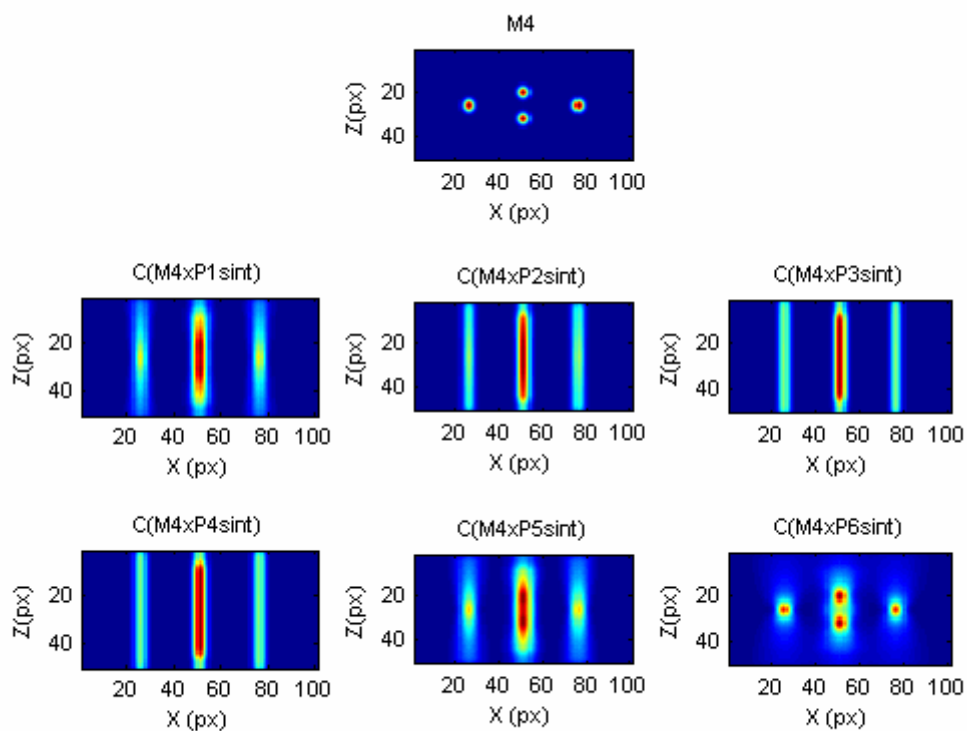 M4
Z(px)
20
40
20 40 60 80 100
X (px)
C(M4xP1sint)
Z(px)
20
40
20 40 60 80 100
X (px)
C(M4xP2sint)
Z(px)
20
40
20 40 60 80 100
X (px)
C(M4xP3sint)
Z(px)
20
40
20 40 60 80 100
X (px)
C(M4xP4sint)
Z(px)
20
40
20 40 60 80 100
X (px)
C(M4xP5sint)
Z(px)
20
40
20 40 60 80 100
X (px)
C(M4xP6sint)
Z(px)
20
40
20 40 60 80 100
X (px)